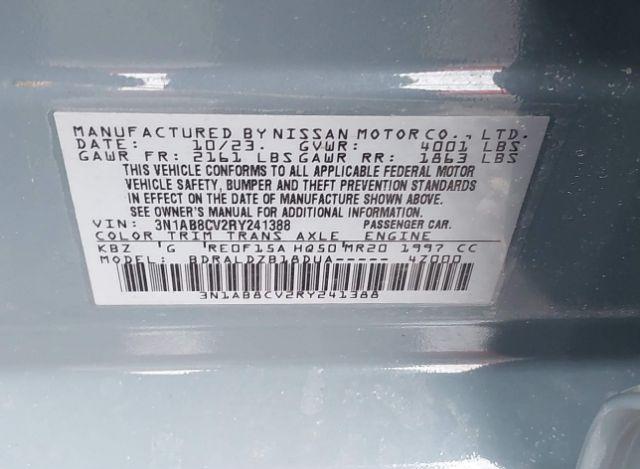 MANUFACTURED BY NISSAN MOTOR CO., LTD.
DATE: 10/23. GVWR: 4001 LBS
GAWR FR: 2161 LBS GAWR RR: 1863 LBS
THIS VEHICLE CONFORMS TO ALL APPLICABLE FEDERAL MOTOR
VEHICLE SAFETY, BUMPER AND THEFT PREVENTION STANDARDS
IN EFFECT ON THE DATE OF MANUFACTURE SHOWN ABOVE.
SEE OWNER'S MANUAL FOR ADDITIONAL INFORMATION
VIN: 3N1AB8CV2RY241388 PASSENGER CAR.
COLOR TRIM TRANS AXLE ENGINE
KBZ G RE0F15A HQ50 MR20 1997 CC
MODEL: BDRALDZB18DUA----- 4Z000
3N1AB8CV2RY241388